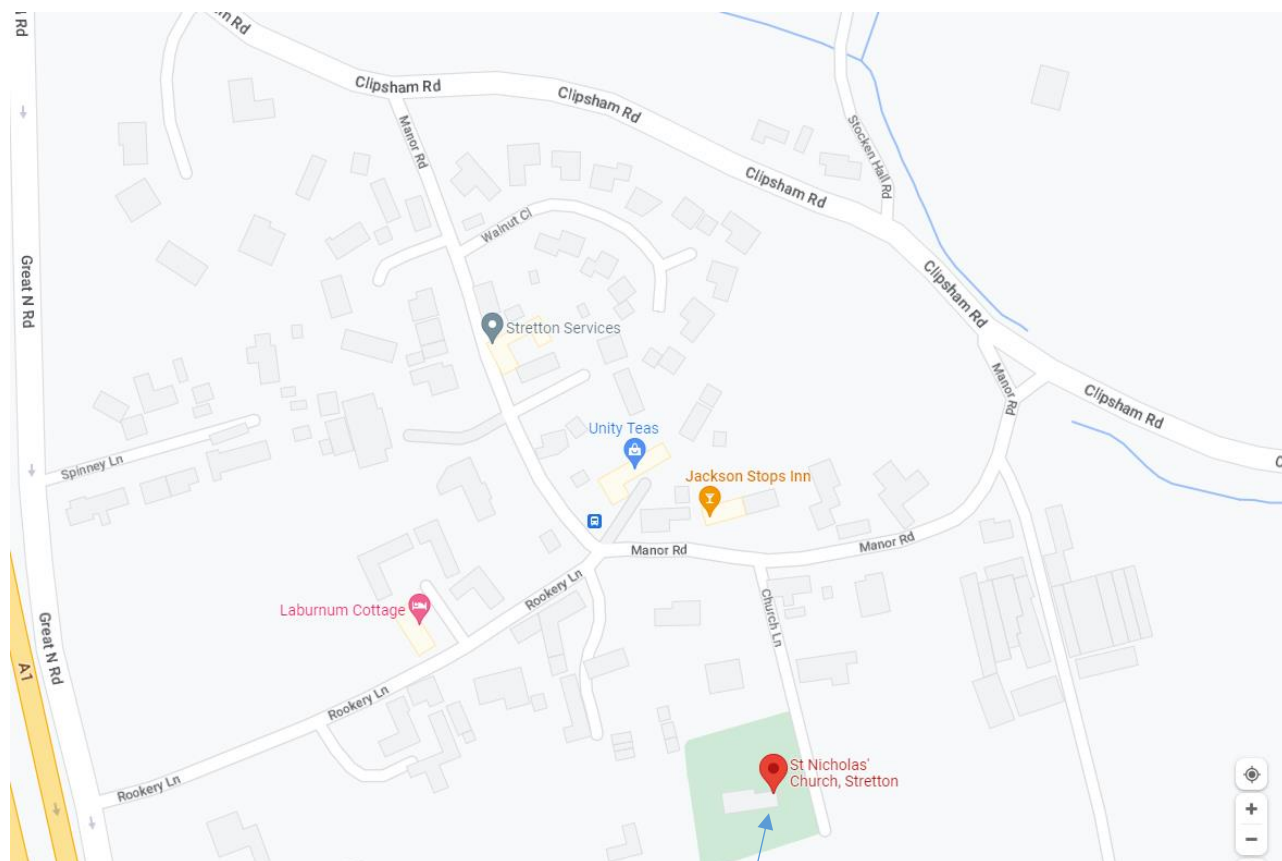 d Rd
m Rd
Clipsham Rd
Clipsham Rd
Manor Rd
Stocken Hall Rd
Clipsham Rd
Walnut Cl
Great N Rd
Clipsham Rd
Stretton Services
Manor Rd
Clipsham Rd
Unity Teas
Spinney Ln
Jackson Stops Inn
C
Manor Rd
Manor Rd
Rookery Ln
Laburnum Cottage
Church Ln
Great N Rd
A1
Rookery Ln
St Nicholas'
Church, Stretton
Rookery Ln